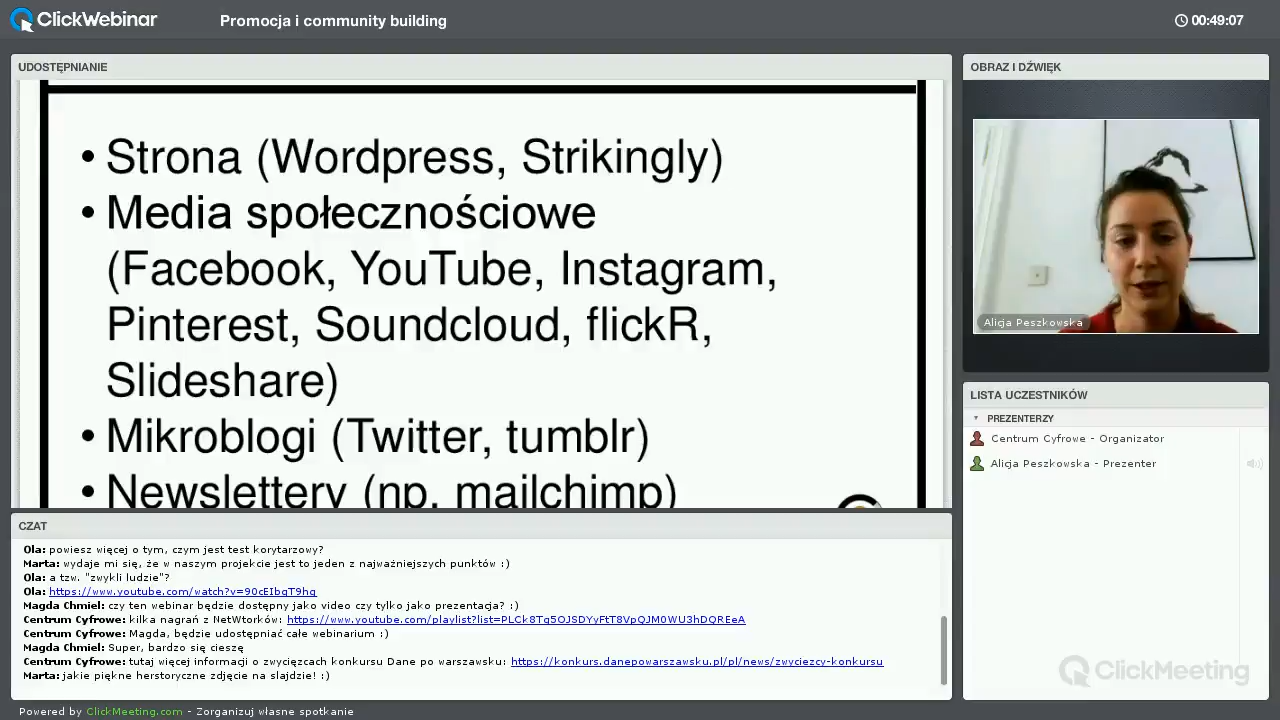 ClickWebinar
Promocja i community building
00:49:07
UDOSTĘPNIANIE
• Strona (Wordpress, Strikingly)
• Media społecznościowe
(Facebook, YouTube, Instagram,
Pinterest, Soundcloud, flickR,
Slideshare)
• Mikroblogi (Twitter, tumblr)
• Newslettery (np. mailchimp)
OBRAZ I DŹWIĘK
Alicja Peszkowska
LISTA UCZESTNIKÓW
PREZENTERZY
Centrum Cyfrowe - Organizator
Alicja Peszkowska - Prezenter
ClickMeeting
CZAT
Ola: powiesz więcej o tym, czym jest test korytarzowy?
Marta: wydaje mi się, że w naszym projekcie jest to jeden z najważniejszych punktów :)
Ola: a tzw. "zwykli ludzie"?
Ola: https://www.youtube.com/watch?v=90cEIbqT9hq
Magda Chmiel: czy ten webinar będzie dostępny jako video czy tylko jako prezentacja? :)
Centrum Cyfrowe: kilka nagrań z NetWtorków: https://www.youtube.com/playlist?list=PLCk8Tq5OJSDYyFtT8VpQJM0WU3hDQREeA
Centrum Cyfrowe: Magda, będzie udostępniać całe webinarium :)
Magda Chmiel: Super, bardzo się cieszę
Centrum Cyfrowe: tutaj więcej informacji o zwycięzcach konkursu Dane po warszawsku: https://konkurs.danepowarszawsku.pl/pl/news/zwyciezcy-konkursu
Marta: jakie piękne herstoryczne zdjęcie na slajdzie! :)
Powered by ClickMeeting.com - Zorganizuj własne spotkanie